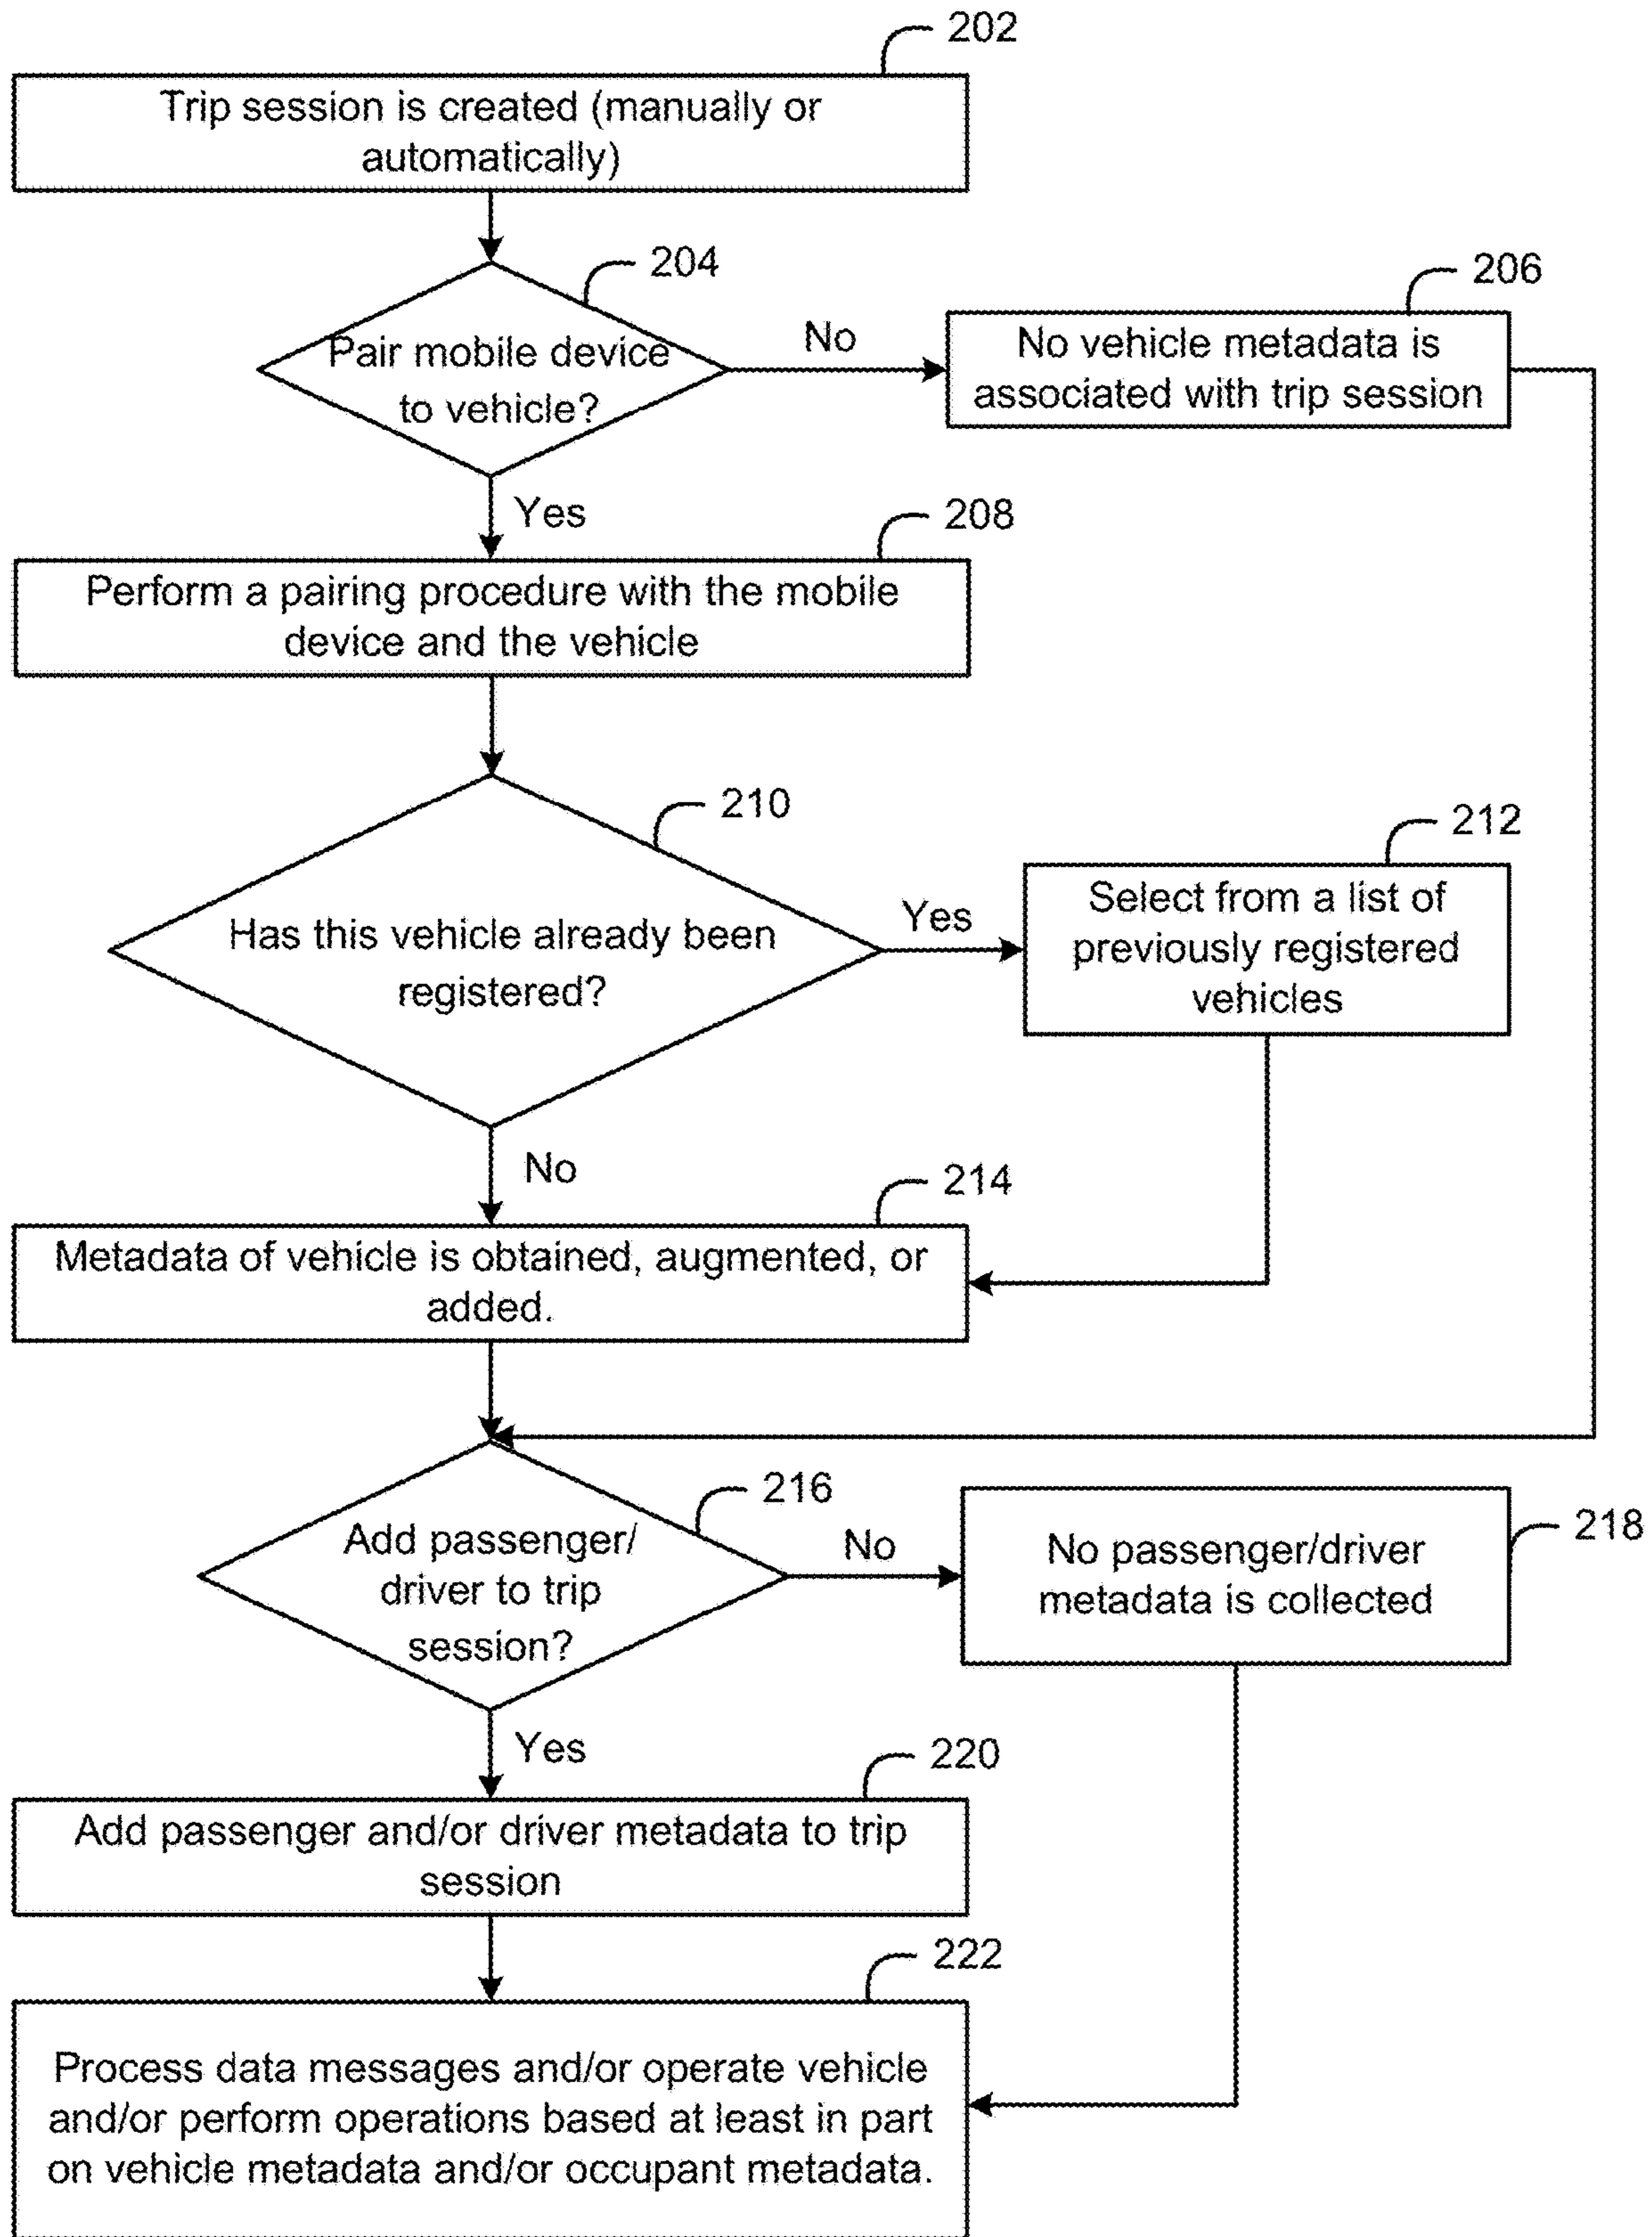 202
Trip session is created (manually or
automatically)
204
Pair mobile device
to vehicle?
No
206
No vehicle metadata is
associated with trip session
Yes
208
Perform a pairing procedure with the mobile
device and the vehicle
210
Has this vehicle already been
registered?
Yes
212
Select from a list of
previously registered
vehicles
No
214
Metadata of vehicle is obtained, augmented, or
added.
216
Add passenger/
driver to trip
session?
No
218
No passenger/driver
metadata is collected
Yes
220
Add passenger and/or driver metadata to trip
session
222
Process data messages and/or operate vehicle
and/or perform operations based at least in part
on vehicle metadata and/or occupant metadata.